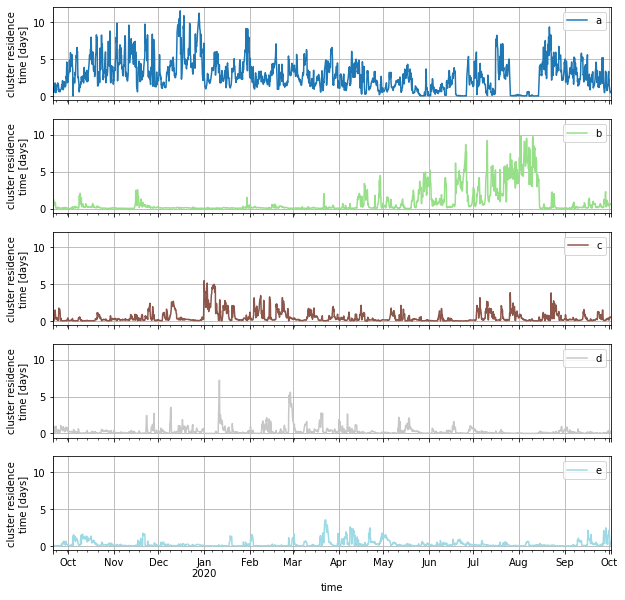 cluster residence
time [days]
10
5
0
a
cluster residence
time [days]
10
5
0
b
cluster residence
time [days]
10
5
0
c
cluster residence
time [days]
10
5
0
d
cluster residence
time [days]
10
5
0
e
Oct Nov Dec Jan Feb Mar Apr May Jun Jul Aug Sep Oct
2020
time